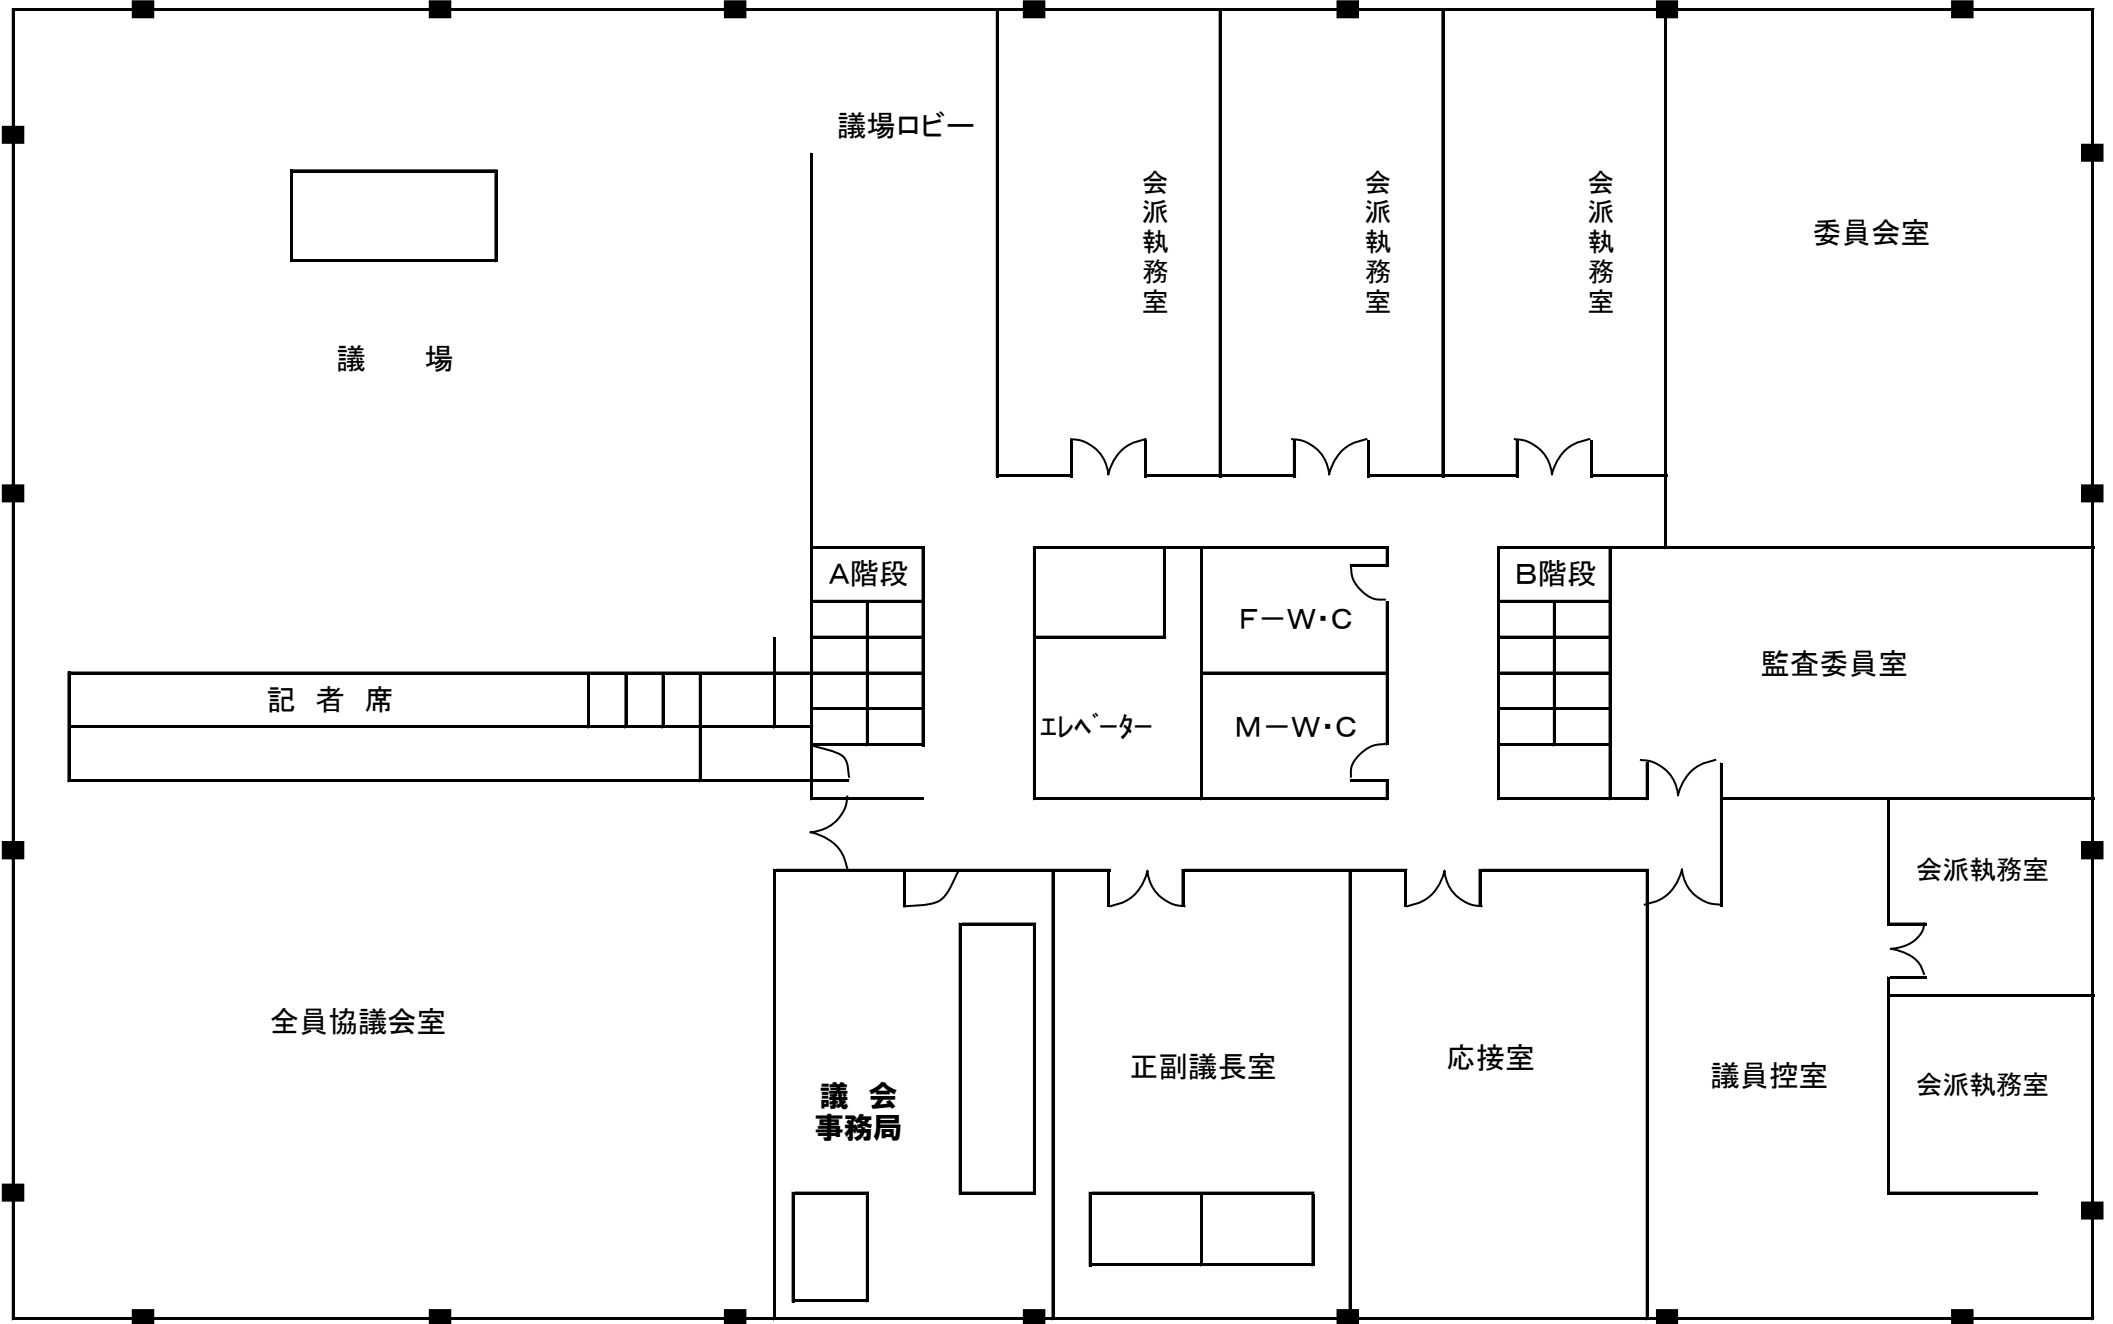 議場ロビー
会派執務室
会派執務室
会派執務室
委員会室
議　　場
A階段
F－W・C
B階段
監査委員室
記　者　席
ｴﾚﾍﾞｰﾀｰ
M－W・C
会派執務室
全員協議会室
議　会
事務局
正副議長室
応接室
議員控室
会派執務室